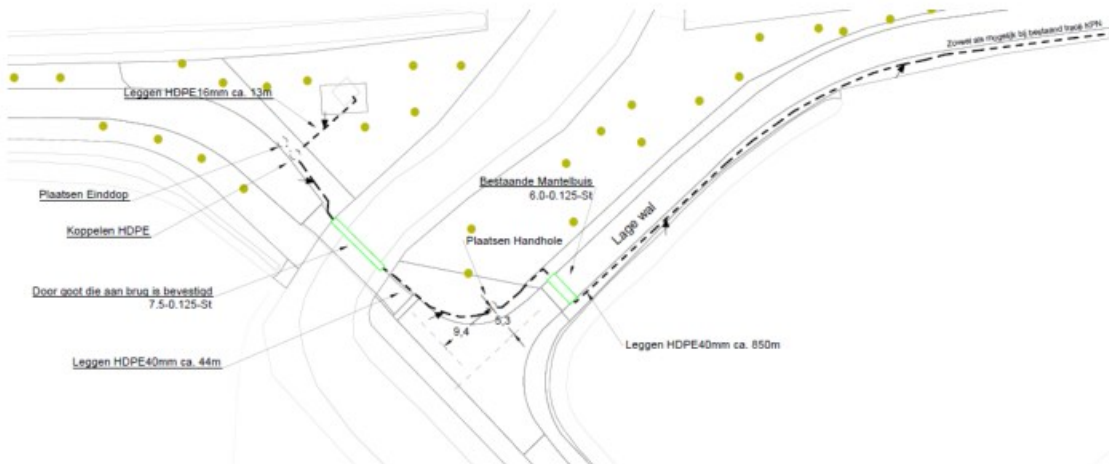 Zoveel als mogelijk bij bestaand tracé KPN
Leggen HDPE16mm ca. 13m
Plaatsen Einddop
Koppelen HDPE
Bestaande Mantelbuis
6.0-0.125-St
Lage wal
Plaatsen Handhole
Door goot die aan brug is bevestigd
7.5-0.125-St
9,4
5,3
Leggen HDPE40mm ca. 44m
Leggen HDPE40mm ca. 850m